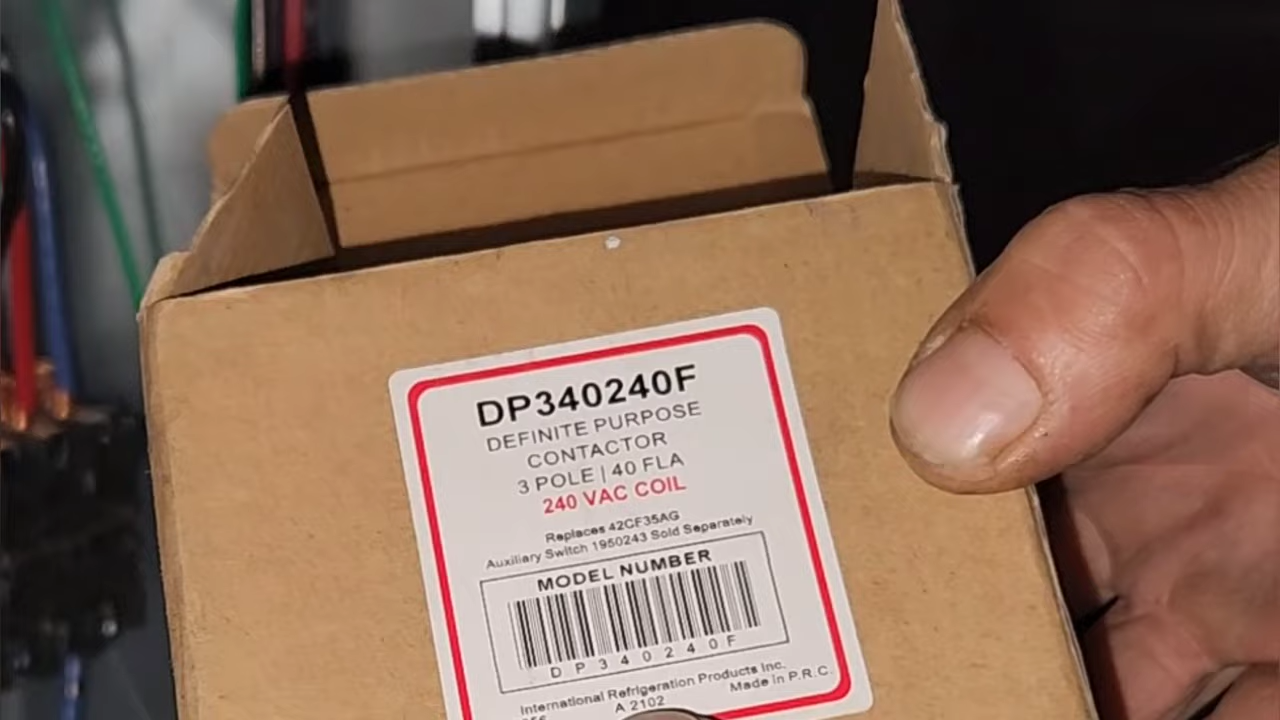 DP340240F
DEFINITE PURPOSE
CONTACTOR
3 POLE | 40 FLA
240 VAC COIL
Replaces 42CF35AG
Auxiliary Switch 1950243 Sold Separately
MODEL NUMBER
DP340240F
International Refrigeration Products Inc.
A 2102 Made in P.R.C.